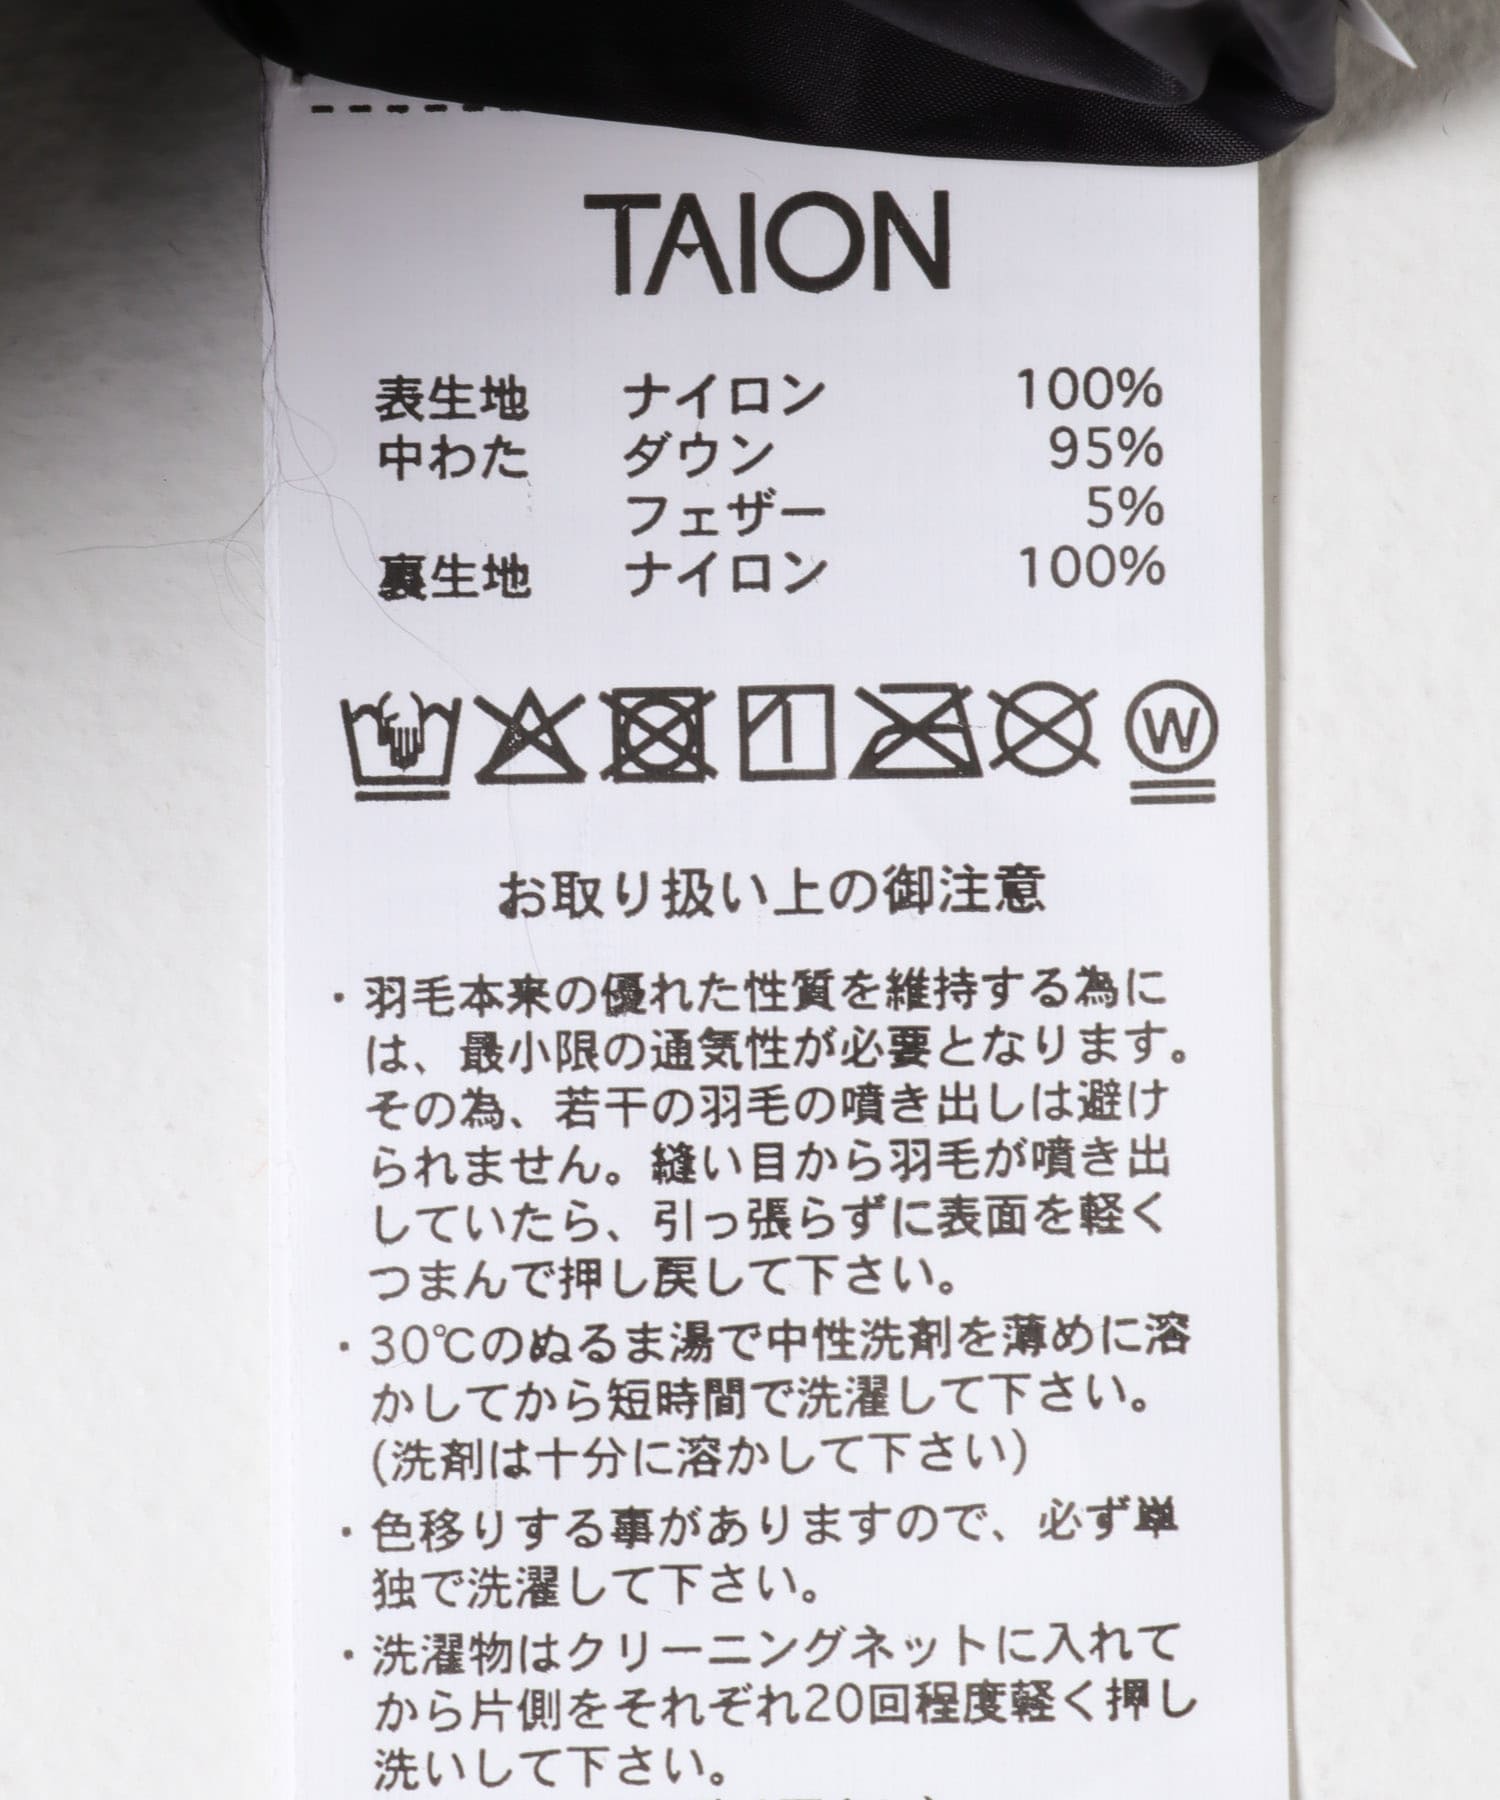 TAION
表生地 ナイロン 100%
中わた ダウン 95%
フェザー 5%
裏生地 ナイロン 100%
W
お取り扱い上の御注意
・羽毛本来の優れた性質を維持する為に
は、最小限の通気性が必要となります。
その為、若干の羽毛の噴き出しは避け
られません。縫い目から羽毛が噴き出
していたら、引っ張らずに表面を軽く
つまんで押し戻して下さい。
・30℃のぬるま湯で中性洗剤を薄めに溶
かしてから短時間で洗濯して下さい。
(洗剤は十分に溶かして下さい)
・色移りする事がありますので、必ず単
独で洗濯して下さい。
・洗濯物はクリーニングネットに入れて
から片側をそれぞれ20回程度軽く押し
洗いして下さい。